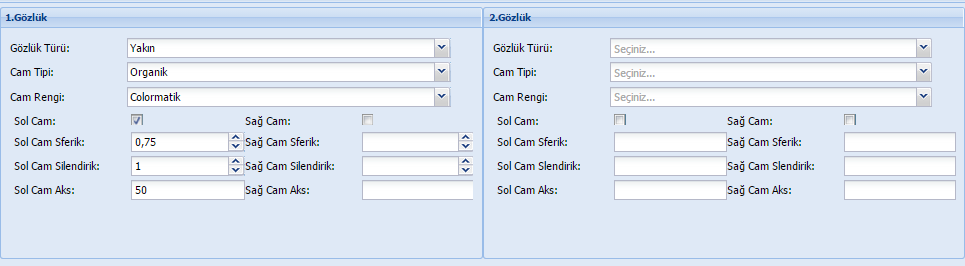 1.Gözlük
Gözlük Türü: Yakın
Cam Tipi: Organik
Cam Rengi: Colormatik
Sol Cam: Sağ Cam:
Sol Cam Sferik: 0,75 Sağ Cam Sferik:
Sol Cam Silendirik: 1 Sağ Cam Silendirik:
Sol Cam Aks: 50 Sağ Cam Aks:
2.Gözlük
Gözlük Türü: Seçiniz...
Cam Tipi: Seçiniz...
Cam Rengi: Seçiniz...
Sol Cam: Sağ Cam:
Sol Cam Sferik: Sağ Cam Sferik:
Sol Cam Slendirik: Sağ Cam Slendirik:
Sol Cam Aks: Sağ Cam Aks: